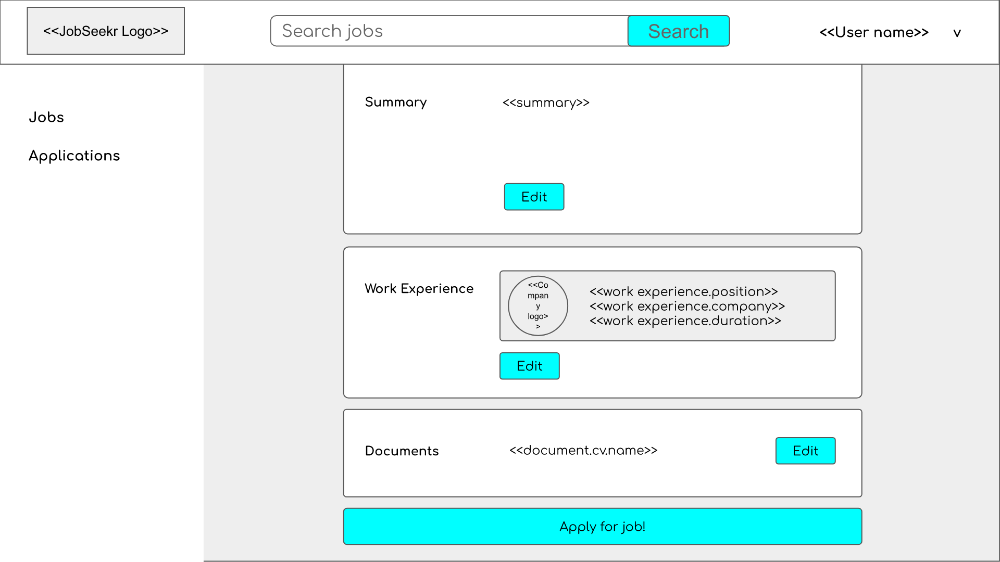 <<JobSeekr Logo>>
Search jobs
Search
<<User name>>
v
Jobs
Applications
Summary
<<summary>>
Edit
Work Experience
<<Co
mpan
y
logo>
>
<<work experience.position>>
<<work experience.company>>
<<work experience.duration>>
Edit
Documents
<<document.cv.name>>
Edit
Apply for job!